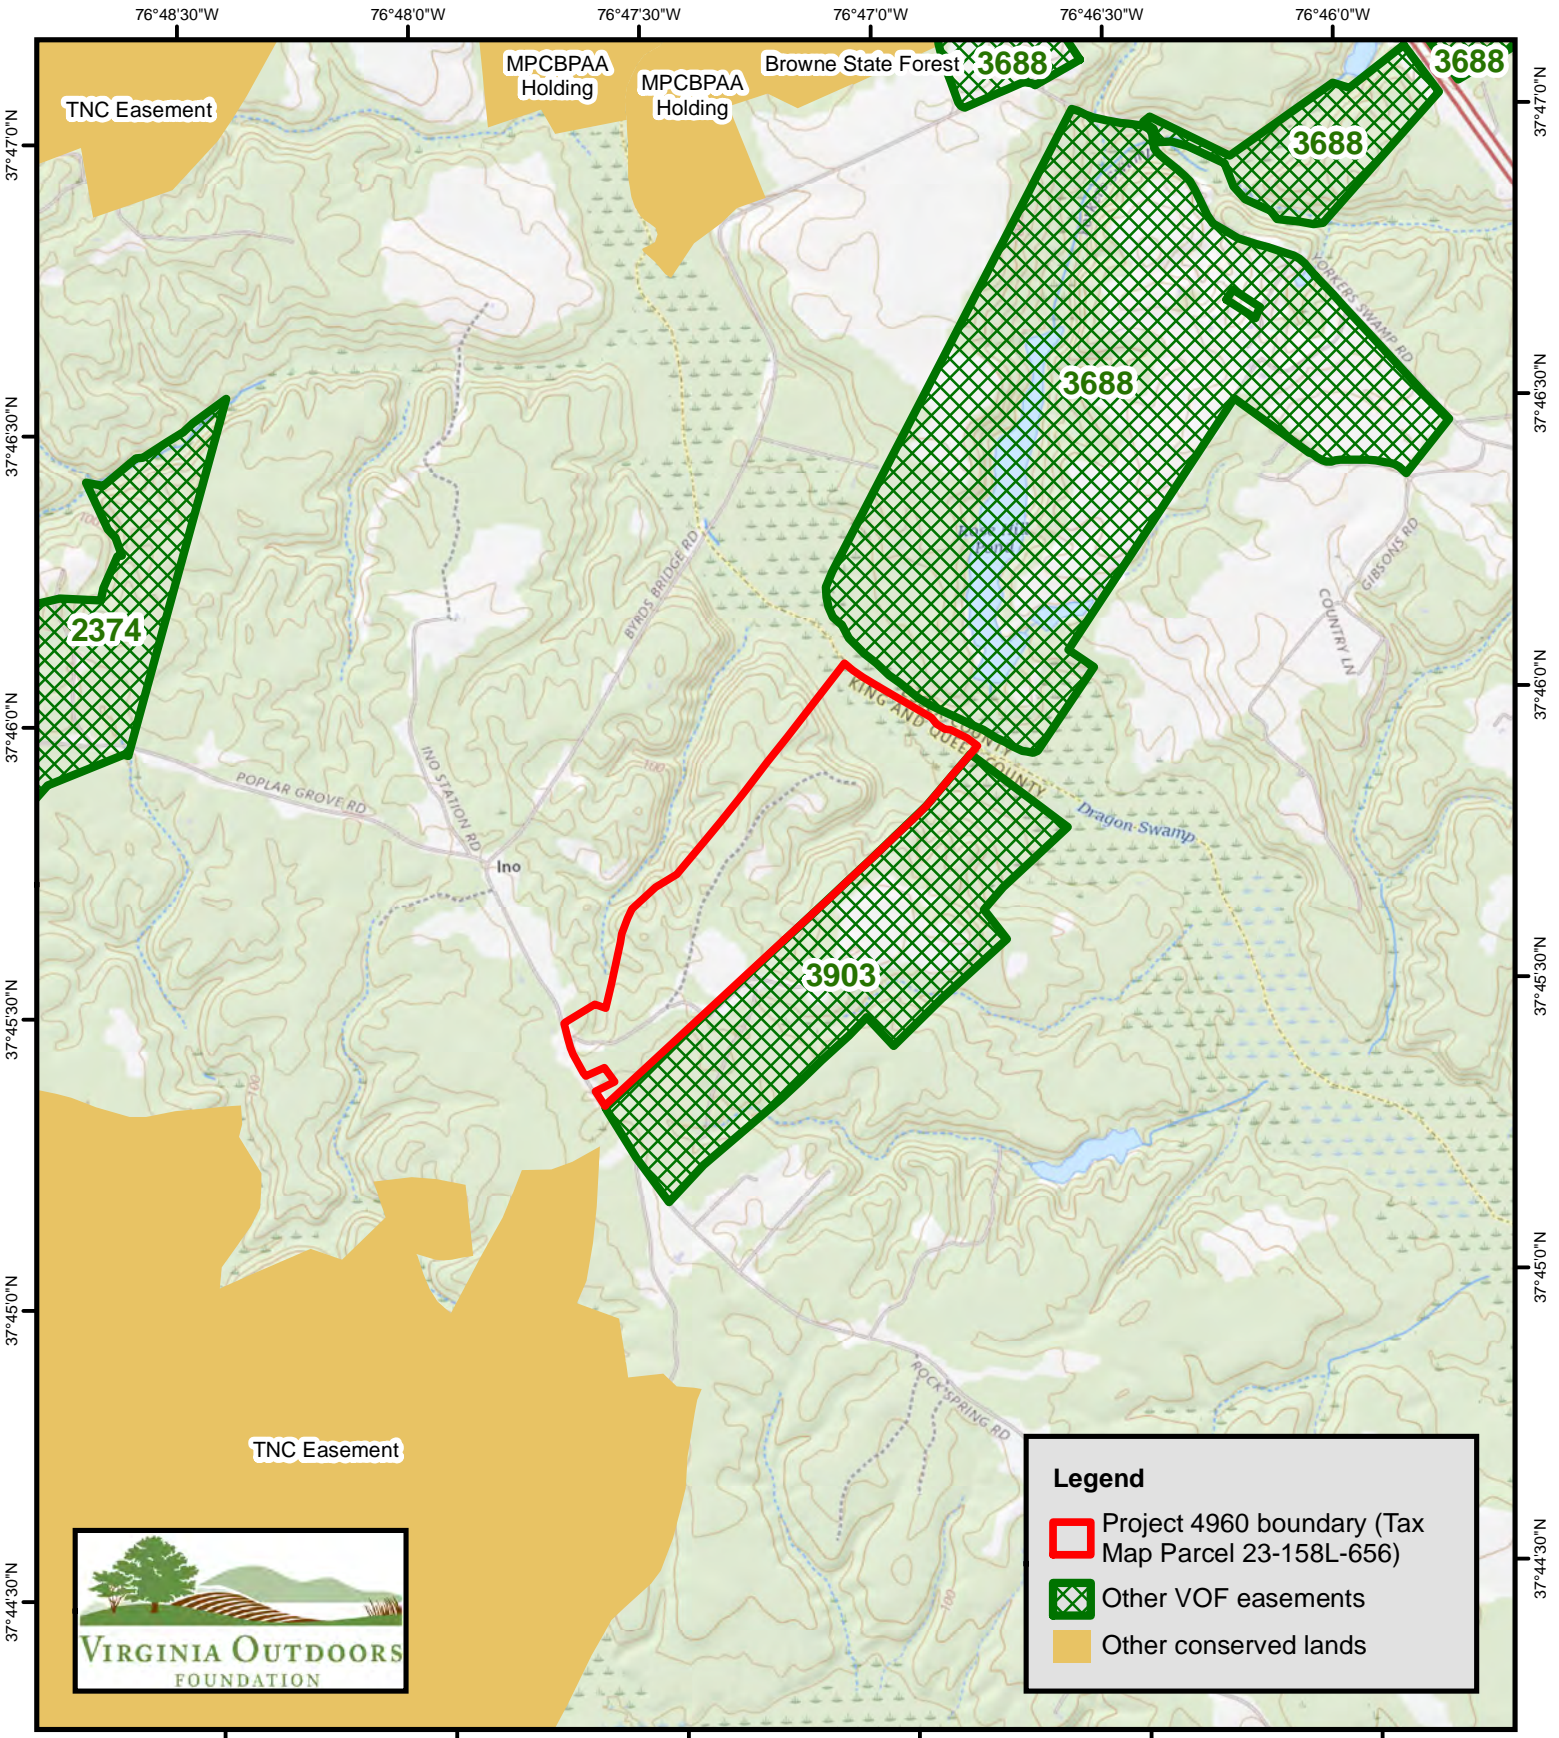 76°48'30"W
76°48'0"W
76°47'30"W
76°47'0"W
76°46'30"W
76°46'0"W
37°47'0"N
37°46'30"N
37°46'0"N
37°45'30"N
37°45'0"N
37°44'30"N
37°47'0"N
37°46'30"N
37°46'0"N
37°45'30"N
37°45'0"N
37°44'30"N
TNC Easement
MPCBPAA
Holding
MPCBPAA
Holding
Browne State Forest
3688
3688
3688
YORKERS SWAMP RD
3688
2374
BYRDS BRIDGE RD
GIBSONS RD
COUNTRY LN
100
COUNTY
KING AND QUEEN COUNTY
100
INO STATION RD
POPLAR GROVE RD
Ino
Dragon Swamp
3903
100
ROCK SPRING RD
TNC Easement
100
VIRGINIA OUTDOORS
FOUNDATION
Legend
Project 4960 boundary (Tax
Map Parcel 23-158L-656)
Other VOF easements
Other conserved lands